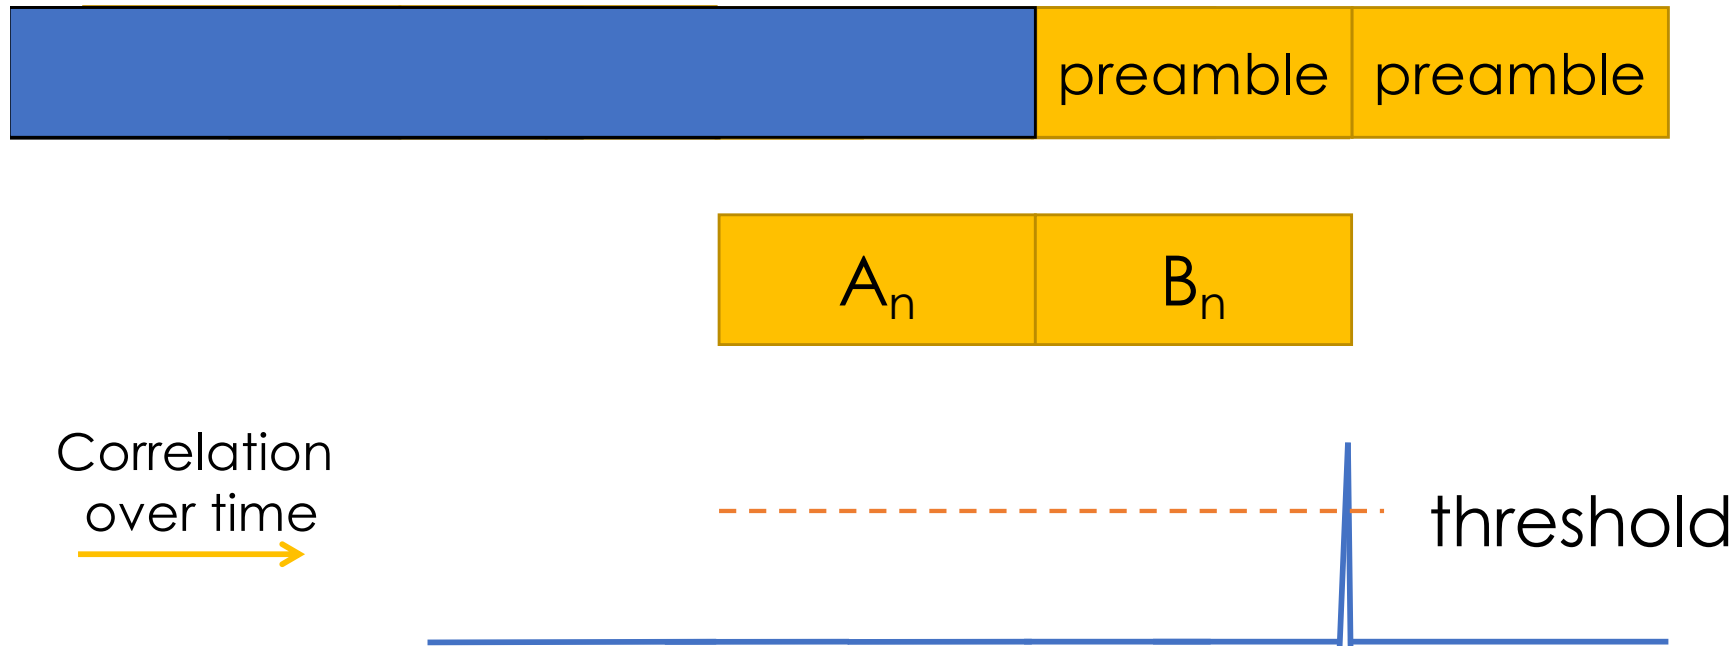 preamble preamble
Aₙ Bₙ
Correlation
over time
threshold